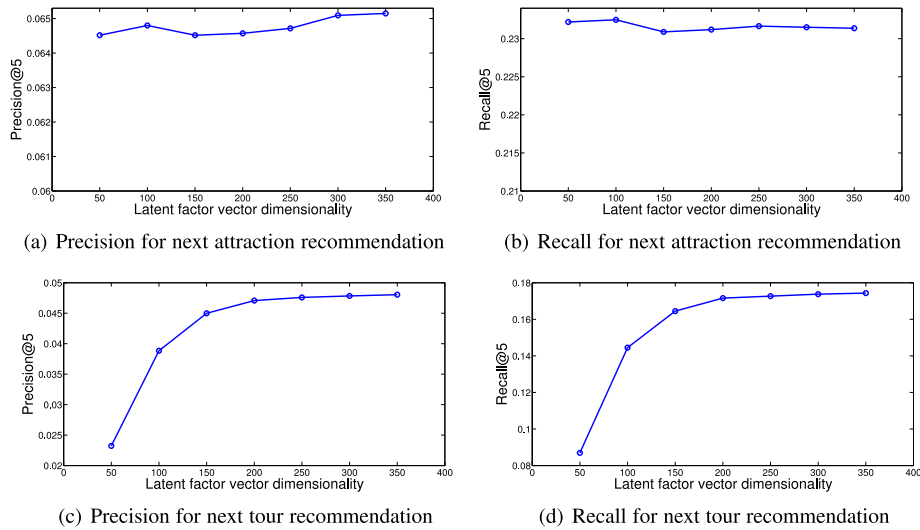 0.065
0.064
0.063
0.062
0.061
0.06
Precision@5
0 50 100 150 200 250 300 350 400
Latent factor vector dimensionality
(a) Precision for next attraction recommendation
0.23
0.225
0.22
0.215
0.21
Recall@5
0 50 100 150 200 250 300 350 400
Latent factor vector dimensionality
(b) Recall for next attraction recommendation
0.05
0.045
0.04
0.035
0.03
0.025
0.02
Precision@5
0 50 100 150 200 250 300 350 400
Latent factor vector dimensionality
(c) Precision for next tour recommendation
0.18
0.16
0.14
0.12
0.1
0.08
Recall@5
0 50 100 150 200 250 300 350 400
Latent factor vector dimensionality
(d) Recall for next tour recommendation